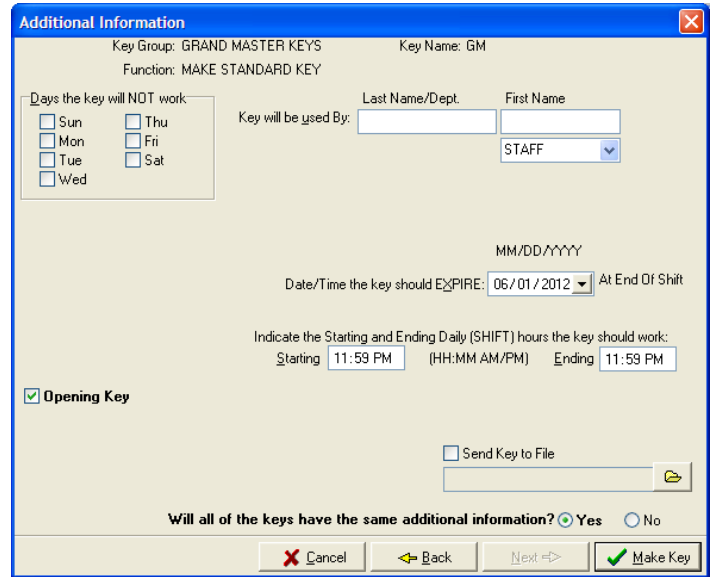 Additional Information
Key Group: GRAND MASTER KEYS Key Name: GM
Function: MAKE STANDARD KEY
Days the key will NOT work
Sun Thu
Mon Fri
Tue Sat
Wed
Last Name/Dept. First Name
Key will be used By:
STAFF
MM/DD/YYYY
Date/Time the key should EXPIRE: 06/01/2012 At End Of Shift
Indicate the Starting and Ending Daily (SHIFT) hours the key should work:
Starting 11:59 PM (HH:MM AM/PM) Ending 11:59 PM
Opening Key
Send Key to File
Will all of the keys have the same additional information? Yes No
Cancel Back Next Make Key